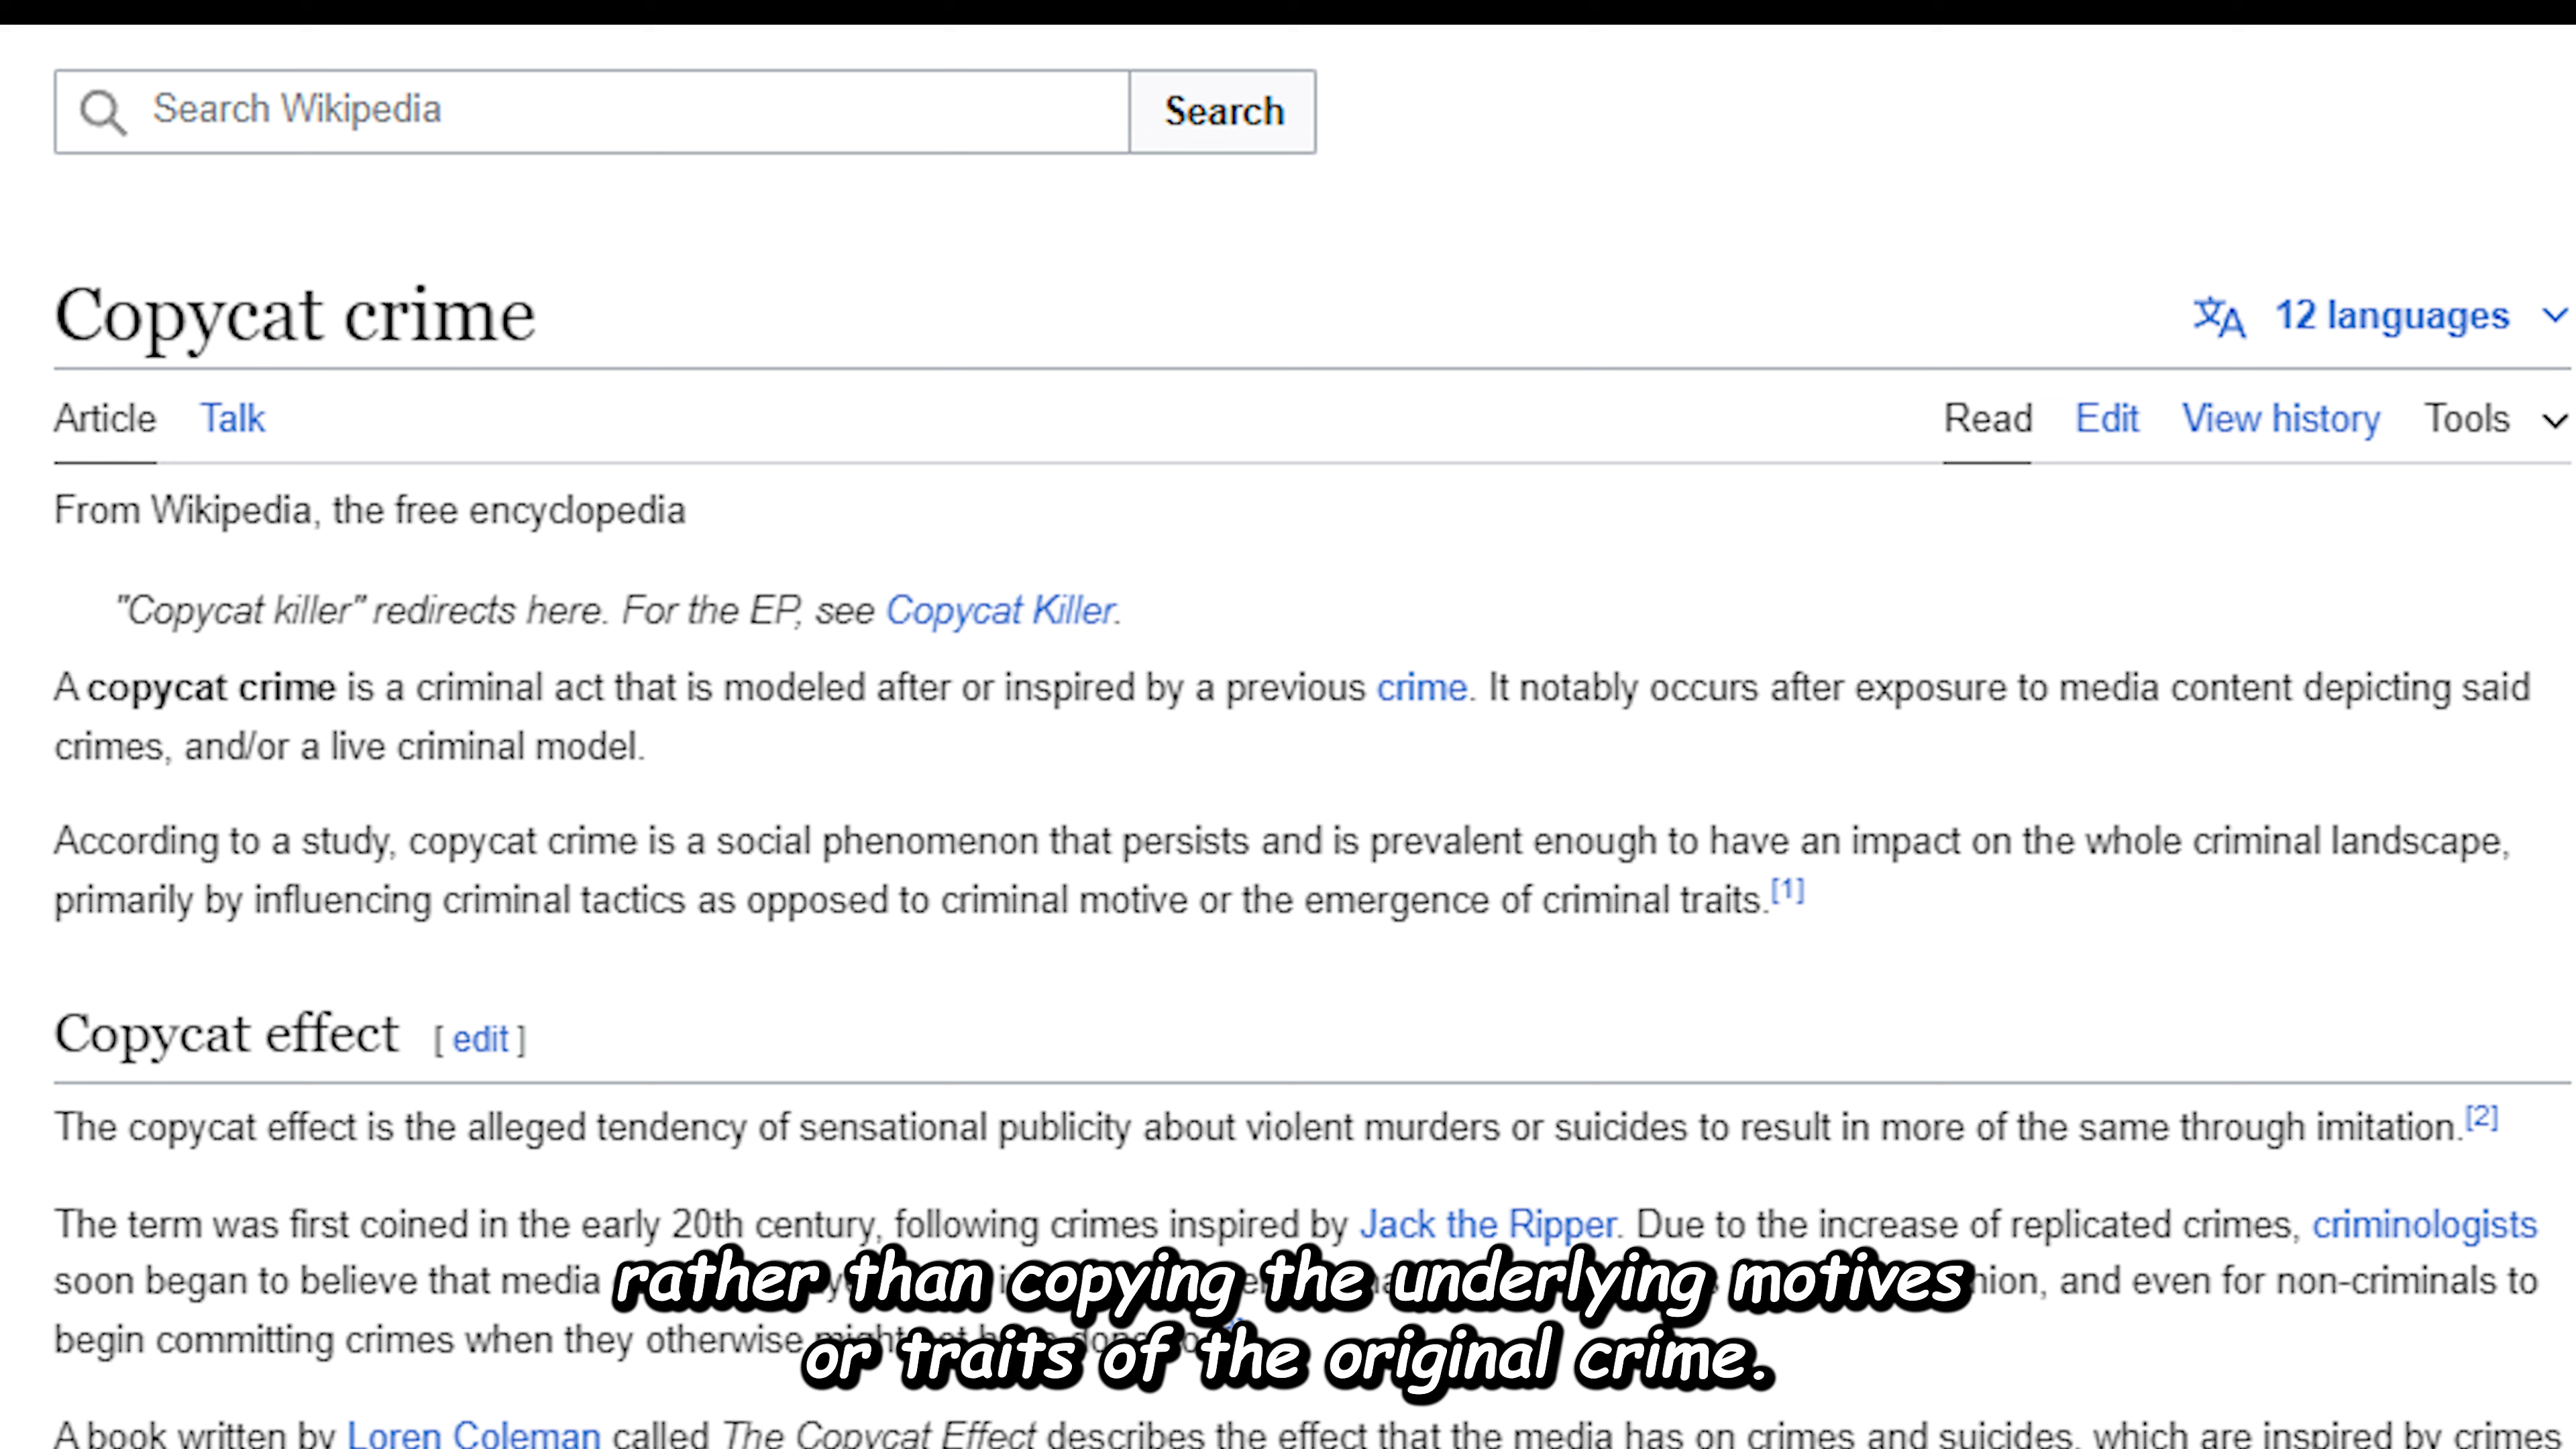 Search Wikipedia
Search
Copycat crime
12 languages
Article Talk
Read Edit View history Tools
From Wikipedia, the free encyclopedia
"Copycat killer" redirects here. For the EP, see Copycat Killer.
A copycat crime is a criminal act that is modeled after or inspired by a previous crime. It notably occurs after exposure to media content depicting said
crimes, and/or a live criminal model.
According to a study, copycat crime is a social phenomenon that persists and is prevalent enough to have an impact on the whole criminal landscape,
primarily by influencing criminal tactics as opposed to criminal motive or the emergence of criminal traits.[1]
Copycat effect [ edit ]
The copycat effect is the alleged tendency of sensational publicity about violent murders or suicides to result in more of the same through imitation.[2]
The term was first coined in the early 20th century, following crimes inspired by Jack the Ripper. Due to the increase of replicated crimes, criminologists
soon began to believe that media and even for non-criminals to
begin committing crimes when they otherwise
rather than copying the underlying motives
or traits of the original crime.
A book written by Loren Coleman called The Copycat Effect describes the effect that the media has on crimes and suicides, which are inspired by crimes